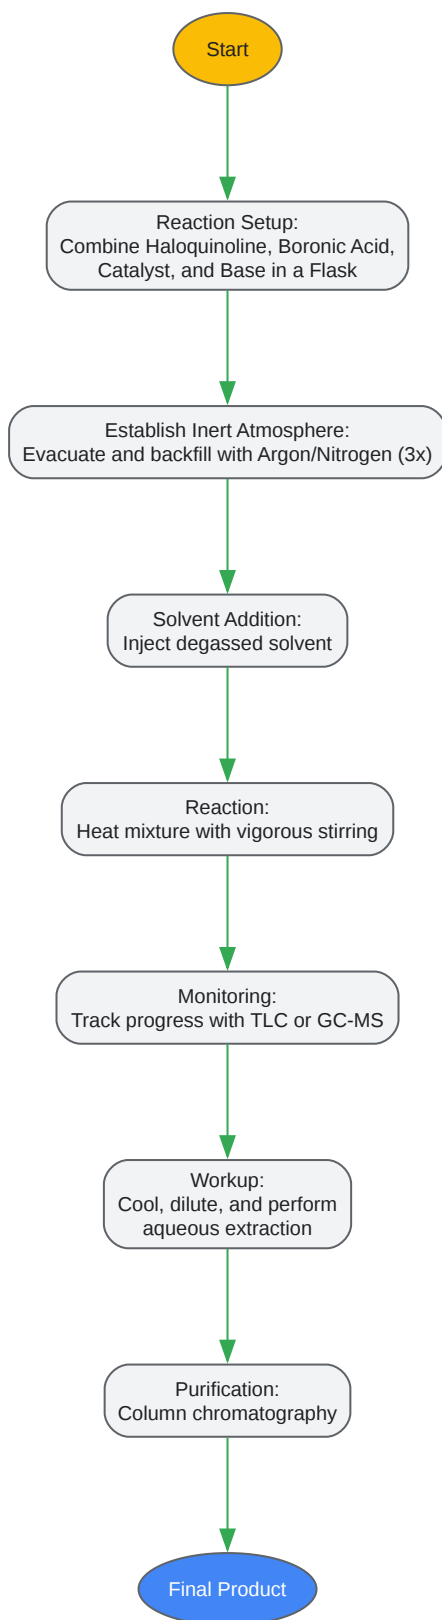 Start
Reaction Setup:
Combine Haloquinoline, Boronic Acid,
Catalyst, and Base in a Flask
Establish Inert Atmosphere:
Evacuate and backfill with Argon/Nitrogen (3x)
Solvent Addition:
Inject degassed solvent
Reaction:
Heat mixture with vigorous stirring
Monitoring:
Track progress with TLC or GC-MS
Workup:
Cool, dilute, and perform
aqueous extraction
Purification:
Column chromatography
Final Product